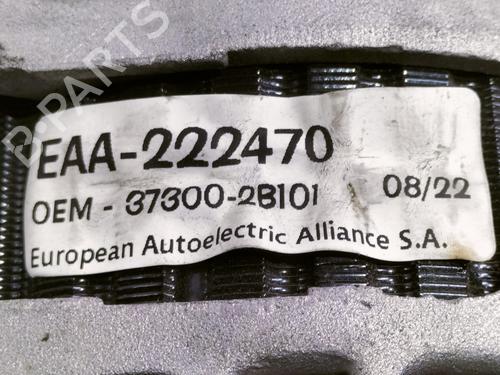 B-PARTS
EAA-222470
OEM - 37300-2B101 08/22
European Autoelectric Alliance S.A.